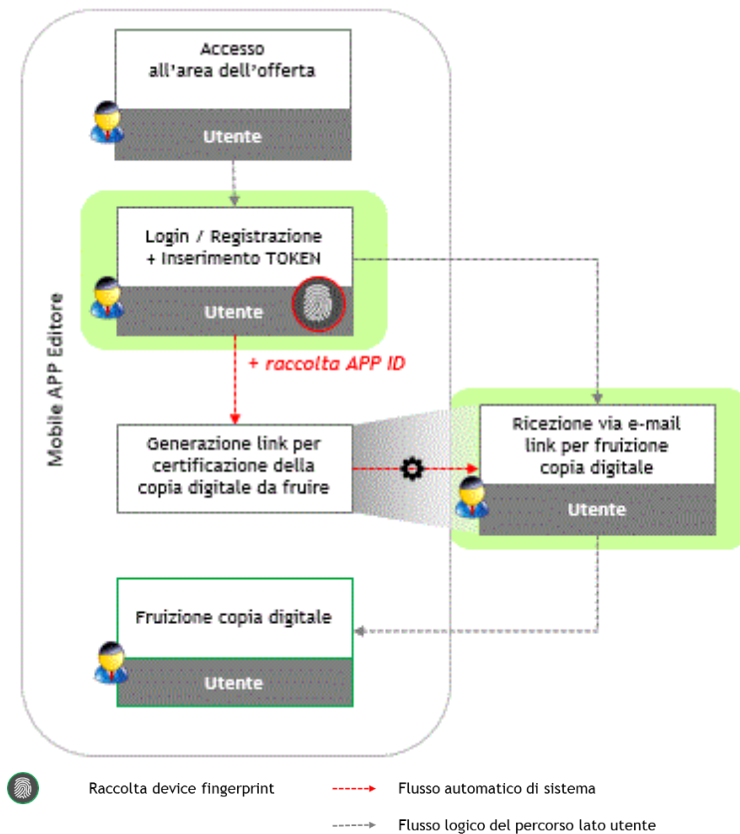 Accesso
all'area dell'offerta
Utente
Login / Registrazione
+ Inserimento TOKEN
Utente
+ raccolta APP ID
Mobile APP Editore
Generazione link per
certificazione della
copia digitale da fruire
Ricezione via e-mail
link per fruizione
copia digitale
Utente
Fruizione copia digitale
Utente
Raccolta device fingerprint
Flusso automatico di sistema
Flusso logico del percorso lato utente